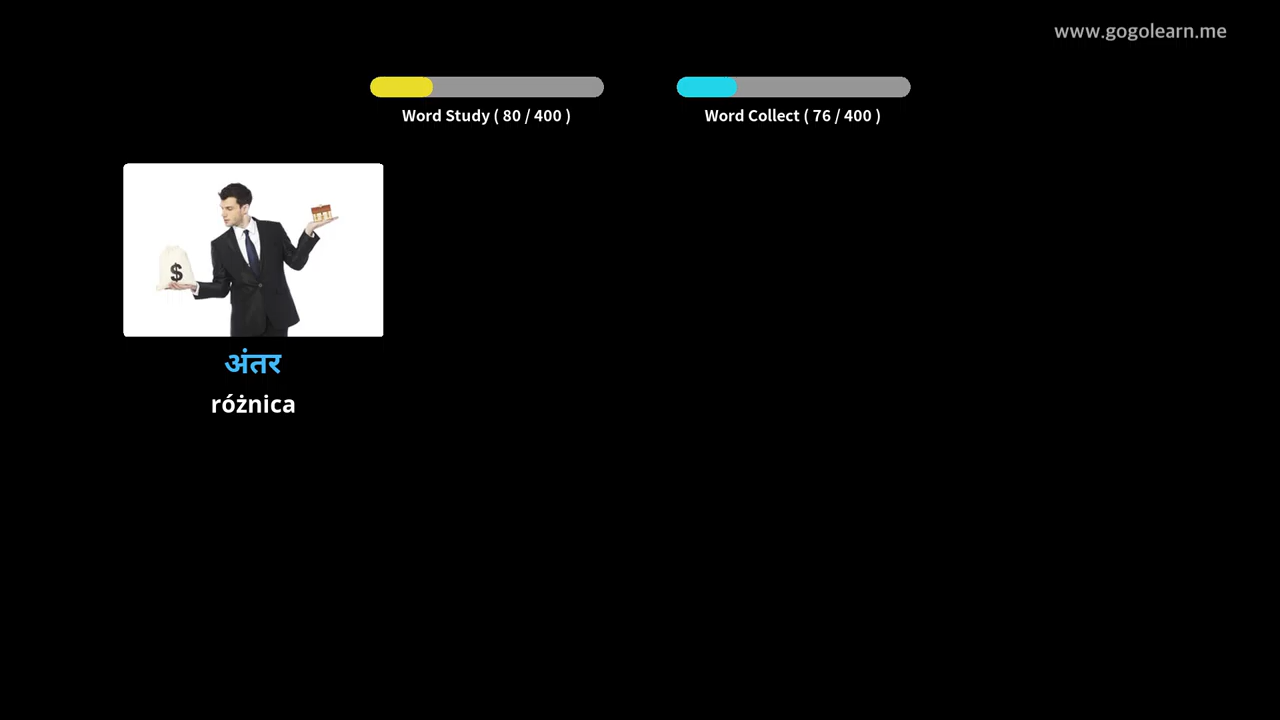 www.gogolearn.me
Word Study ( 80 / 400 )
Word Collect ( 76 / 400 )
$
अंतर
różnica